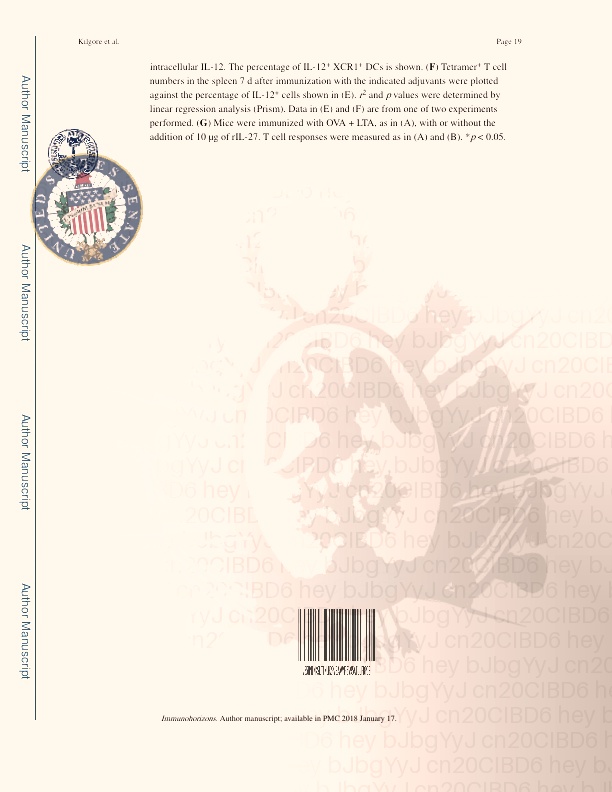 Kilgore et al.
Page 19
intracellular IL-12. The percentage of IL-12⁺ XCR1⁺ DCs is shown. (F) Tetramer⁺ T cell
numbers in the spleen 7 d after immunization with the indicated adjuvants were plotted
against the percentage of IL-12⁺ cells shown in (E). r² and p values were determined by
linear regression analysis (Prism). Data in (E) and (F) are from one of two experiments
performed. (G) Mice were immunized with OVA + LTA, as in (A), with or without the
addition of 10 μg of rIL-27. T cell responses were measured as in (A) and (B). *p < 0.05.
Author Manuscript
Author Manuscript
Author Manuscript
Author Manuscript
UNITED STATES SENATE
hey bJbgYyJ cn20CIBD6
Immunohorizons. Author manuscript; available in PMC 2018 January 17.